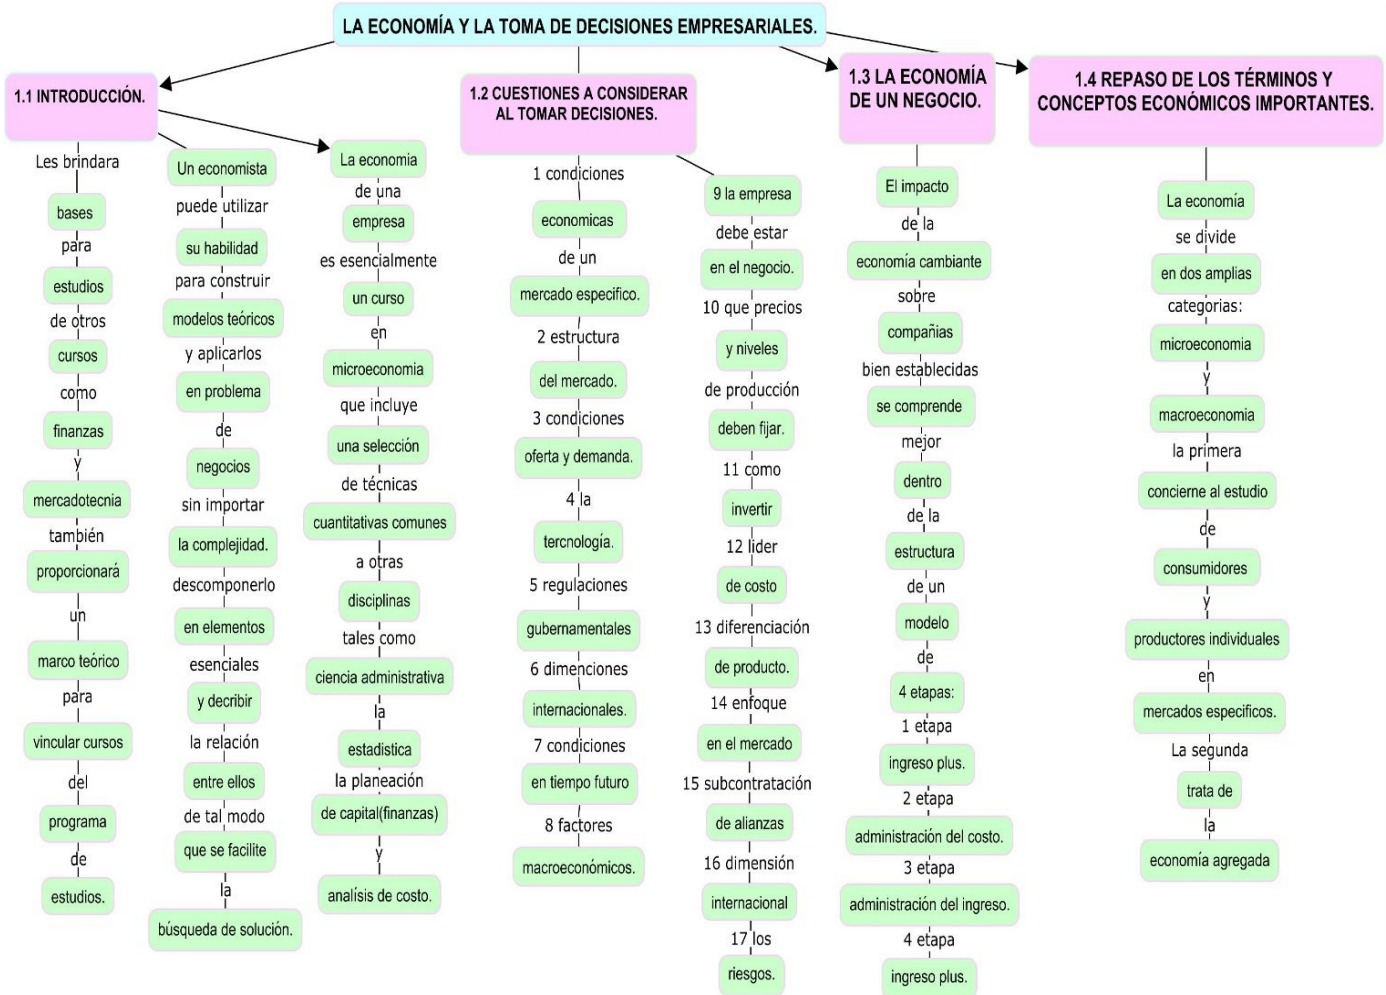 LA ECONOMÍA Y LA TOMA DE DECISIONES EMPRESARIALES.
1.1 INTRODUCCIÓN.
Les brindara
bases
para
estudios
de otros
cursos
como
finanzas
y
mercadotecnia
también
proporcionará
un
marco teórico
para
vincular cursos
del
programa
de
estudios.
Un economista
puede utilizar
su habilidad
para construir
modelos teóricos
y aplicarlos
en problema
de
negocios
sin importar
la complejidad.
descomponerlo
en elementos
esenciales
y decribir
la relación
entre ellos
de tal modo
que se facilite
la
búsqueda de solución.
La economia
de una
empresa
es esencialmente
un curso
en
microeconomia
que incluye
una selección
de técnicas
cuantitativas comunes
a otras
disciplinas
tales como
ciencia administrativa
la
estadistica
la planeación
de capital(finanzas)
y
analísis de costo.
1.2 CUESTIONES A CONSIDERAR
AL TOMAR DECISIONES.
1 condiciones
economicas
de un
mercado especifico.
2 estructura
del mercado.
3 condiciones
oferta y demanda.
4 la
tercnología.
5 regulaciones
gubernamentales
6 dimenciones
internacionales.
7 condiciones
en tiempo futuro
8 factores
macroeconómicos.
9 la empresa
debe estar
en el negocio.
10 que precios
y niveles
de producción
deben fijar.
11 como
invertir
12 lider
de costo
13 diferenciación
de producto.
14 enfoque
en el mercado
15 subcontratación
de alianzas
16 dimensión
internacional
17 los
riesgos.
1.3 LA ECONOMÍA
DE UN NEGOCIO.
El impacto
de la
economía cambiante
sobre
compañias
bien establecidas
se comprende
mejor
dentro
de la
estructura
de un
modelo
de
4 etapas:
1 etapa
ingreso plus.
2 etapa
administración del costo.
3 etapa
administración del ingreso.
4 etapa
ingreso plus.
1.4 REPASO DE LOS TÉRMINOS Y
CONCEPTOS ECONÓMICOS IMPORTANTES.
La economía
se divide
en dos amplias
categorias:
microeconomia
y
macroeconomia
la primera
concierne al estudio
de
consumidores
y
productores individuales
en
mercados especificos.
La segunda
trata de
la
economía agregada